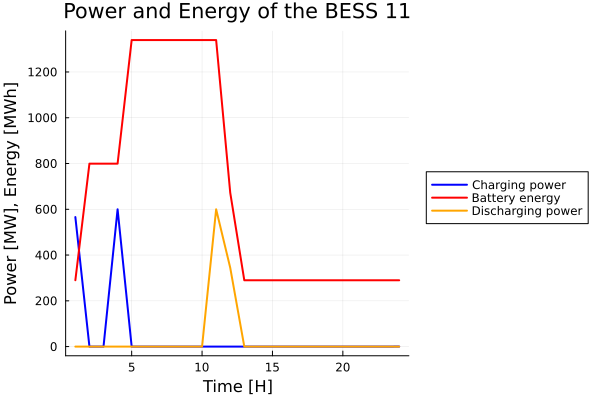 Power and Energy of the BESS 11
Power [MW], Energy [MWh]
1200
1000
800
600
400
200
0
5
10
15
20
Time [H]
Charging power
Battery energy
Discharging power